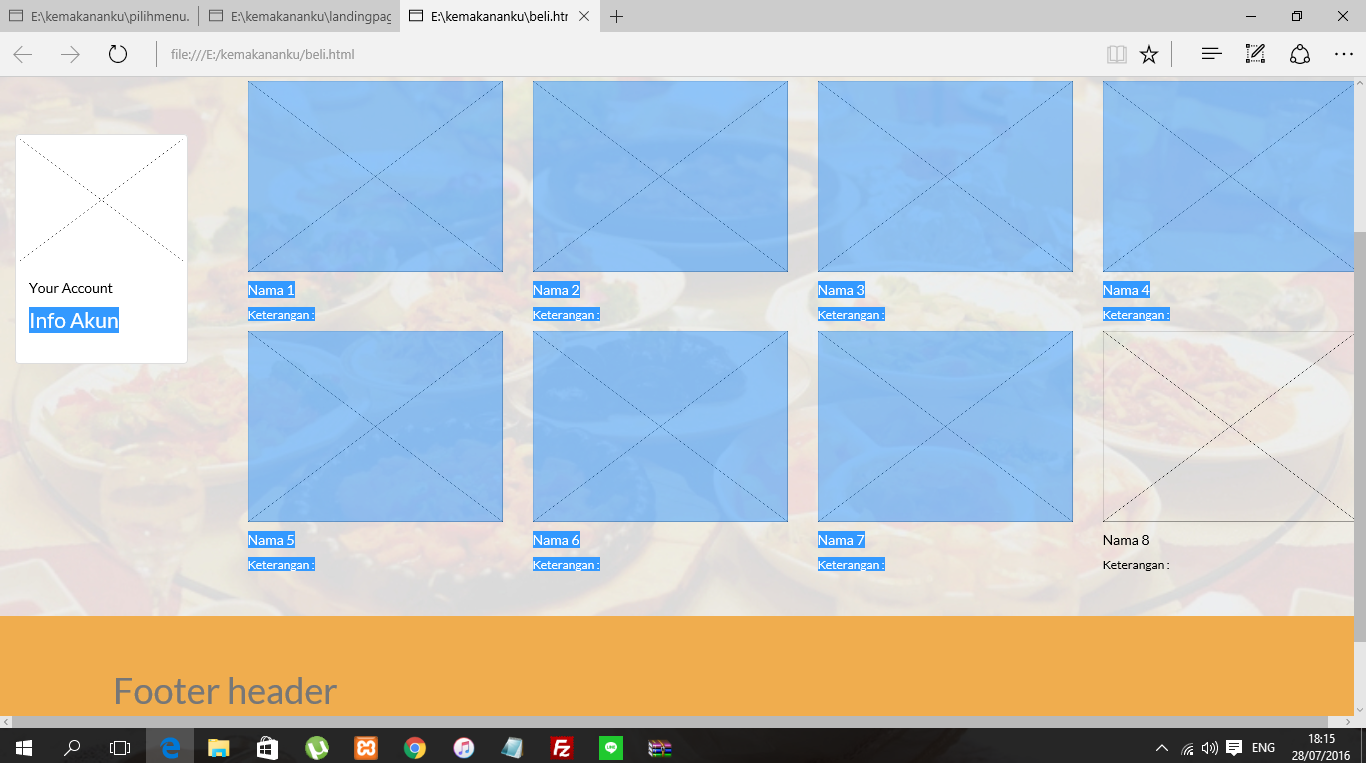 E:\kemakananku\pilihmenu.
E:\kemakananku\landingpag
E:\kemakananku\beli.htr
file:///E:/kemakananku/beli.html
Your Account
Info Akun
Nama 1
Nama 2
Nama 3
Nama 4
Keterangan :
Keterangan :
Keterangan :
Keterangan :
Nama 5
Nama 6
Nama 7
Nama 8
Keterangan :
Keterangan :
Keterangan :
Keterangan :
Footer header
ENG
18:15
28/07/2016